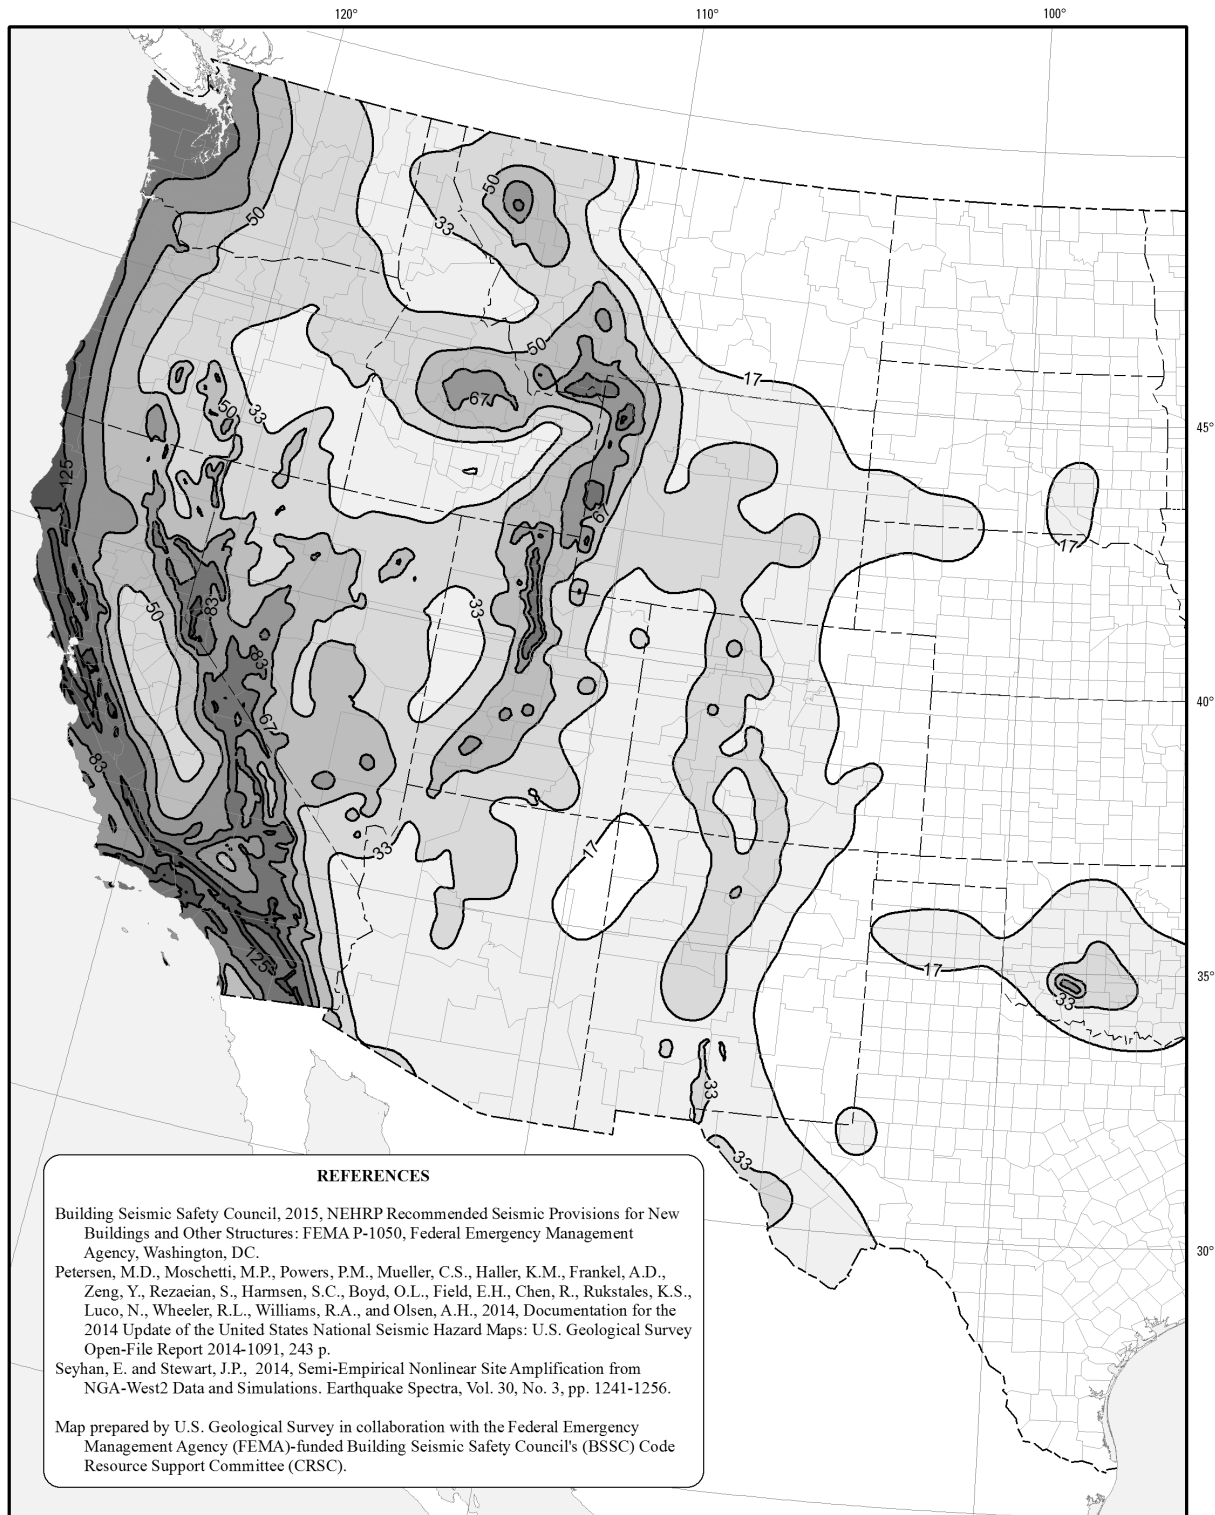 120°
110°
100°
50
50
33
50
17
67
33
50
125
45°
67
17
33
50
83
83
40°
67
83
33
17
35°
17
125
33
33
33
30°
REFERENCES
Building Seismic Safety Council, 2015, NEHRP Recommended Seismic Provisions for New
Buildings and Other Structures: FEMA P-1050, Federal Emergency Management
Agency, Washington, DC.
Petersen, M.D., Moschetti, M.P., Powers, P.M., Mueller, C.S., Haller, K.M., Frankel, A.D.,
Zeng, Y., Rezaeian, S., Harmsen, S.C., Boyd, O.L., Field, E.H., Chen, R., Rukstales, K.S.,
Luco, N., Wheeler, R.L., Williams, R.A., and Olsen, A.H., 2014, Documentation for the
2014 Update of the United States National Seismic Hazard Maps: U.S. Geological Survey
Open-File Report 2014-1091, 243 p.
Seyhan, E. and Stewart, J.P., 2014, Semi-Empirical Nonlinear Site Amplification from
NGA-West2 Data and Simulations. Earthquake Spectra, Vol. 30, No. 3, pp. 1241-1256.
Map prepared by U.S. Geological Survey in collaboration with the Federal Emergency
Management Agency (FEMA)-funded Building Seismic Safety Council's (BSSC) Code
Resource Support Committee (CRSC).